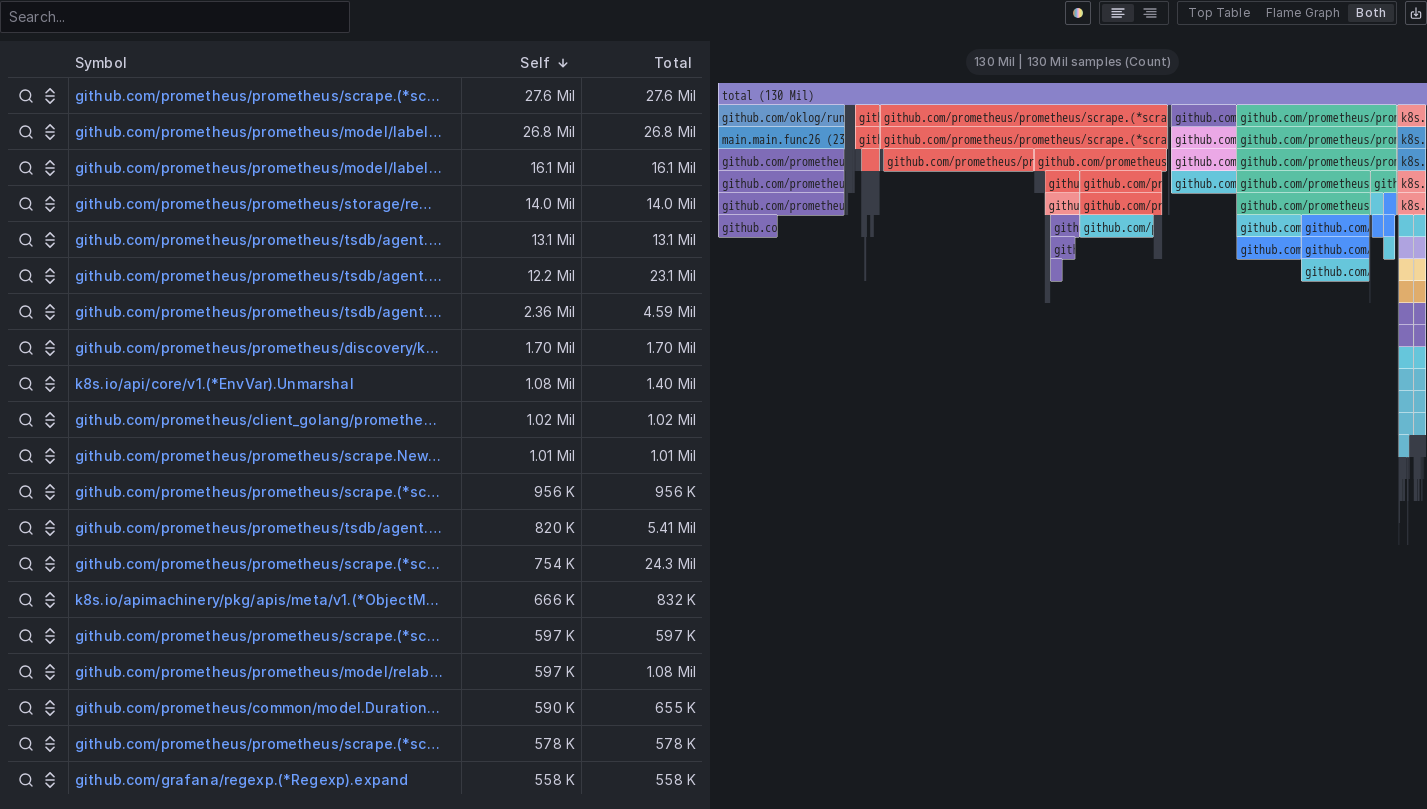 Search...
Top Table Flame Graph Both
Symbol Self Total
github.com/prometheus/prometheus/scrape.(*sc... 27.6 Mil 27.6 Mil
github.com/prometheus/prometheus/model/label... 26.8 Mil 26.8 Mil
github.com/prometheus/prometheus/model/label... 16.1 Mil 16.1 Mil
github.com/prometheus/prometheus/storage/re... 14.0 Mil 14.0 Mil
github.com/prometheus/prometheus/tsdb/agent.... 13.1 Mil 13.1 Mil
github.com/prometheus/prometheus/tsdb/agent.... 12.2 Mil 23.1 Mil
github.com/prometheus/prometheus/tsdb/agent.... 2.36 Mil 4.59 Mil
github.com/prometheus/prometheus/discovery/k... 1.70 Mil 1.70 Mil
k8s.io/api/core/v1.(*EnvVar).Unmarshal 1.08 Mil 1.40 Mil
github.com/prometheus/client_golang/promethe... 1.02 Mil 1.02 Mil
github.com/prometheus/prometheus/scrape.New... 1.01 Mil 1.01 Mil
github.com/prometheus/prometheus/scrape.(*sc... 956 K 956 K
github.com/prometheus/prometheus/tsdb/agent.... 820 K 5.41 Mil
github.com/prometheus/prometheus/scrape.(*sc... 754 K 24.3 Mil
k8s.io/apimachinery/pkg/apis/meta/v1.(*ObjectM... 666 K 832 K
github.com/prometheus/prometheus/scrape.(*sc... 597 K 597 K
github.com/prometheus/prometheus/model/relab... 597 K 1.08 Mil
github.com/prometheus/common/model.Duration... 590 K 655 K
github.com/prometheus/prometheus/scrape.(*sc... 578 K 578 K
github.com/grafana/regexp.(*Regexp).expand 558 K 558 K
130 Mil | 130 Mil samples (Count)
total (130 Mil)
github.com/oklog/run github.com/prometheus/prometheus/scrape.(*scra github.com github.com/prometheus/prom k8s.
main.main.func26 (23 github.com/prometheus/prometheus/scrape.(*scra github.com github.com/prometheus/prom k8s.
github.com/prometheu github.com/prometheus/pr github.com/prometheus github.com github.com/prometheus/prom k8s.
github.com/prometheu githu github.com/pr github.com github.com/prometheus gith k8s.
github.com/prometheu githu github.com/pr github.com/prometheus k8s.
github.co gith github.com/p github.com github.com/
gith github.com github.com/
github.com/